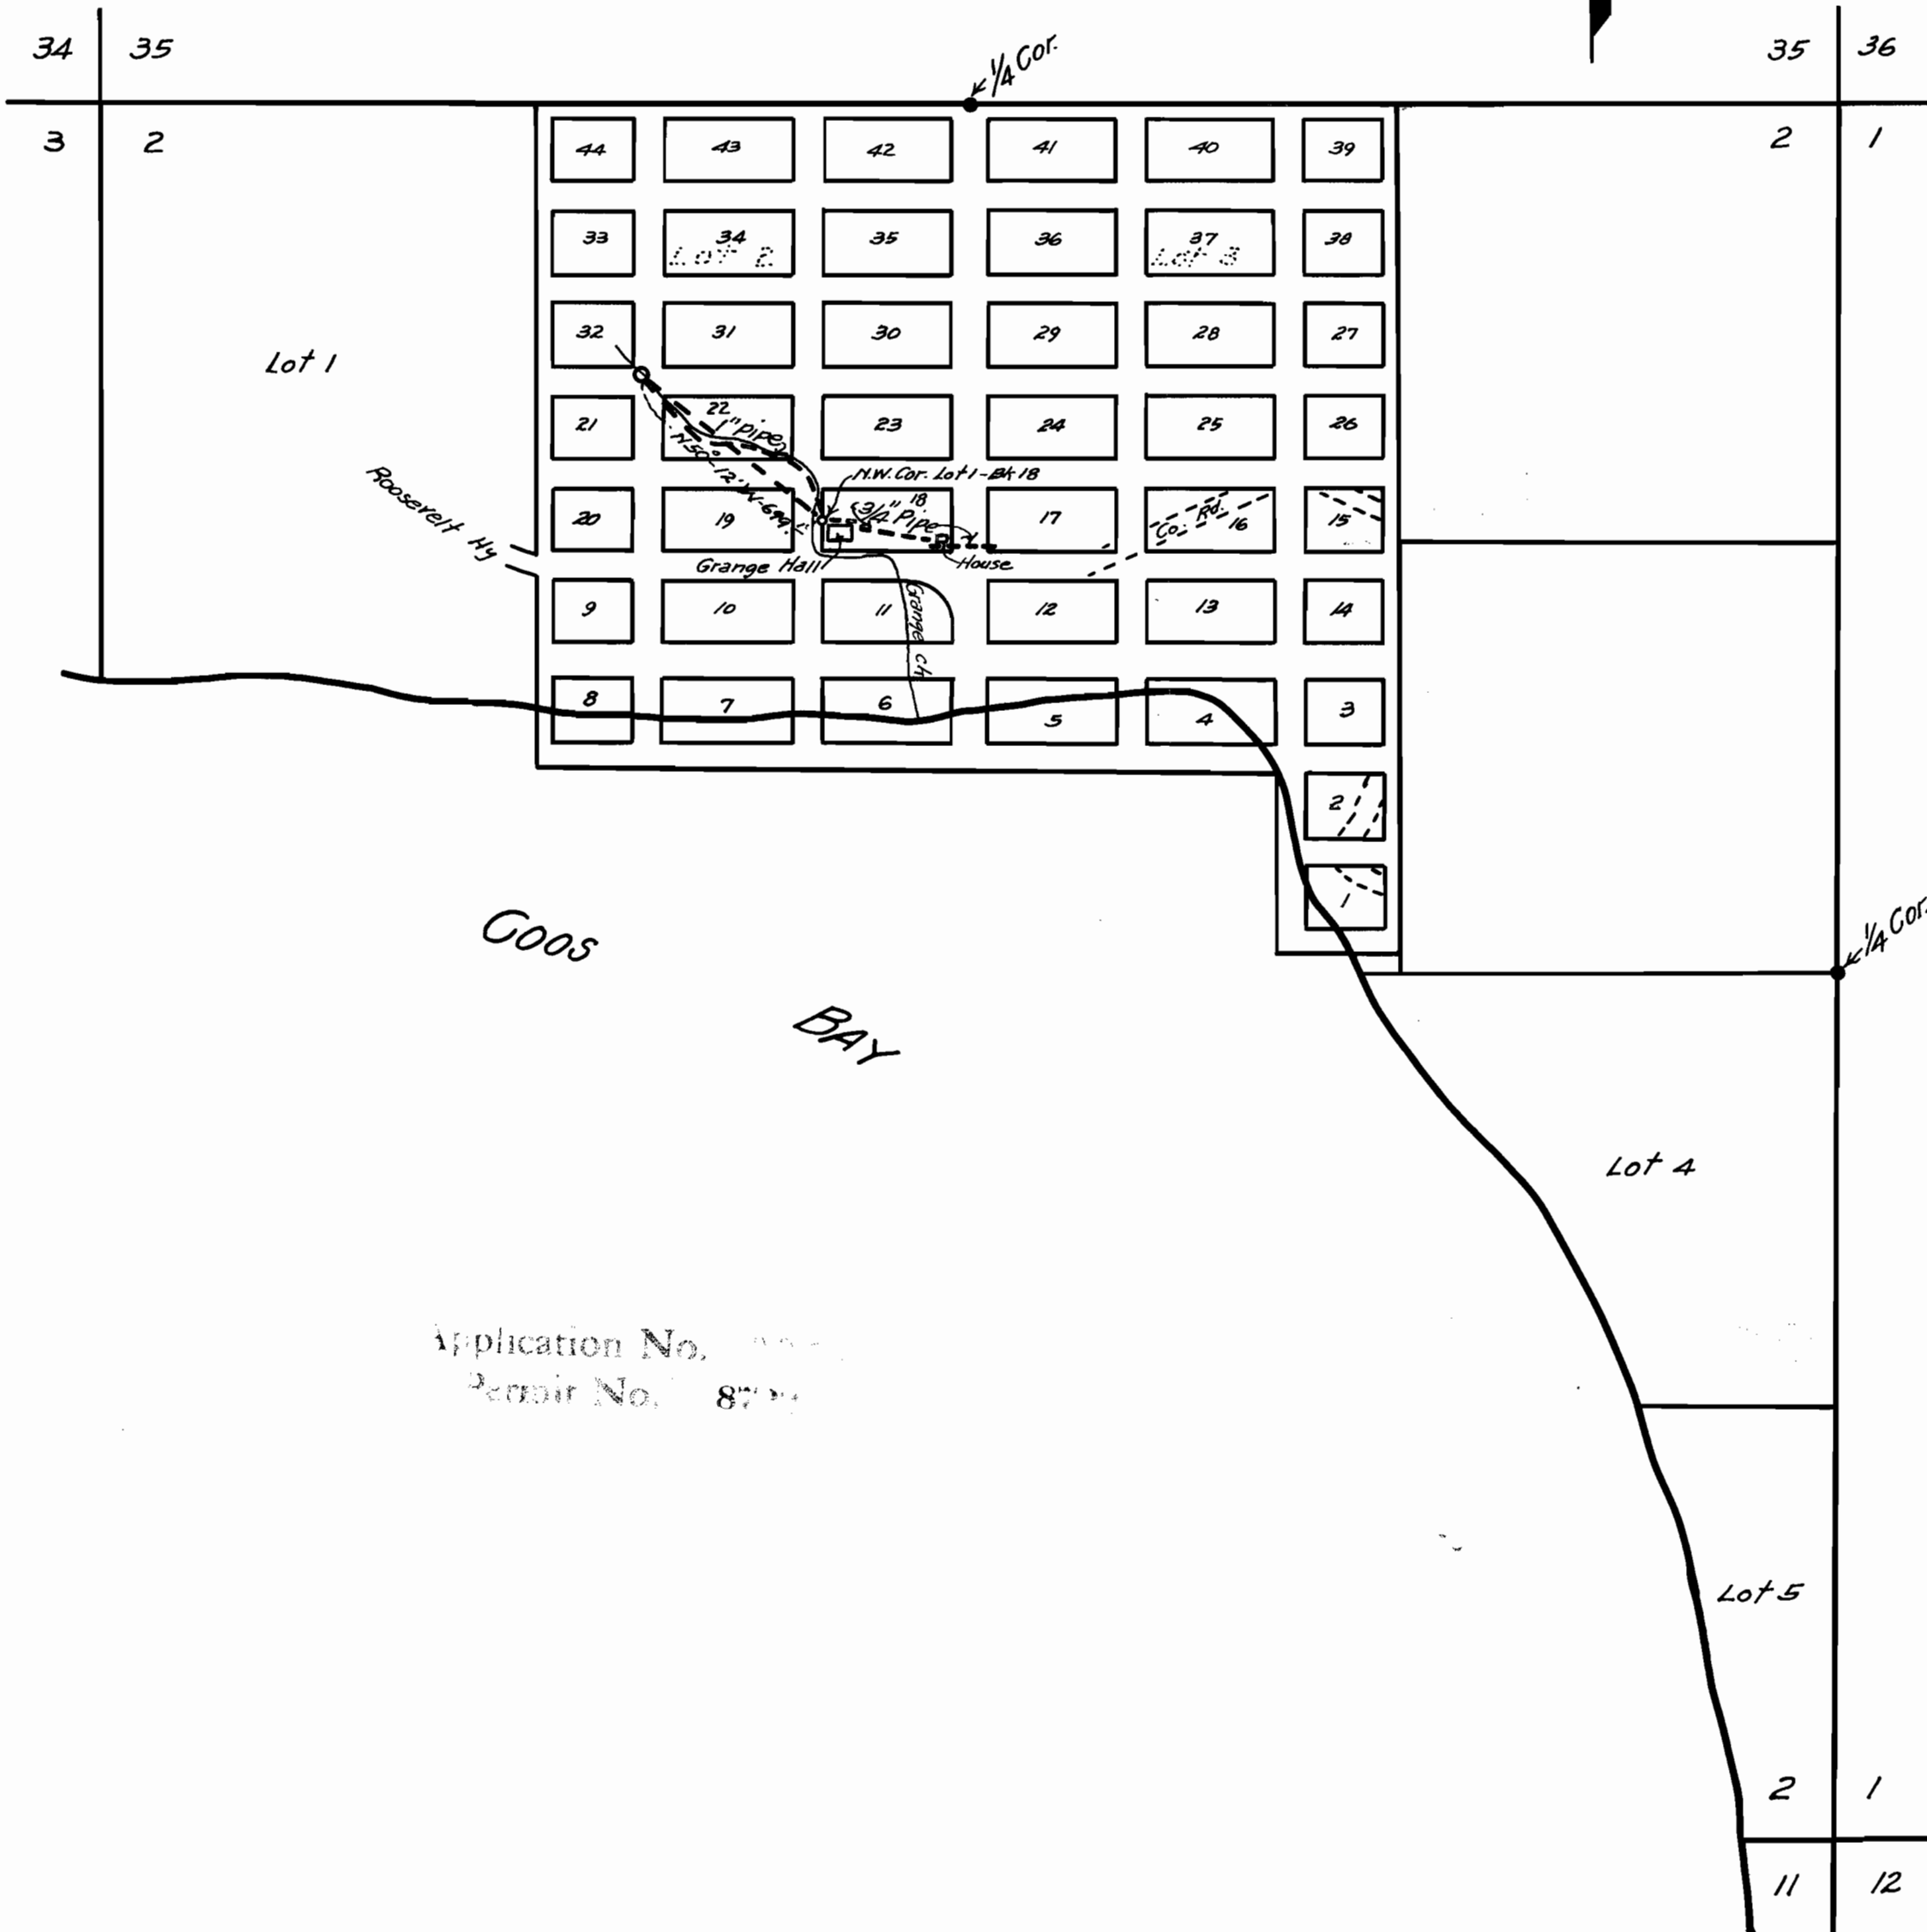 34 35
35 36
1/4 Cor.
3 2
2 1
44 43 42 41 40 39
33 34 35 36 37 38
Lot 2
Lot 3
32 31 30 29 28 27
Lot 1
21 22 23 24 25 26
1" pipe
N.W. Cor. Lot 1 - Bk 18
Roosevelt Hy
20 19 18 17 16 15
3/4" Pipe
Co. Rd.
Grange Hall
House
9 10 11 12 13 14
Grange ck
8 7 6 5 4 3
2
1
1/4 Cor.
COOS
BAY
Lot 4
Application No.
Permit No.
Lot 5
2 1
11 12